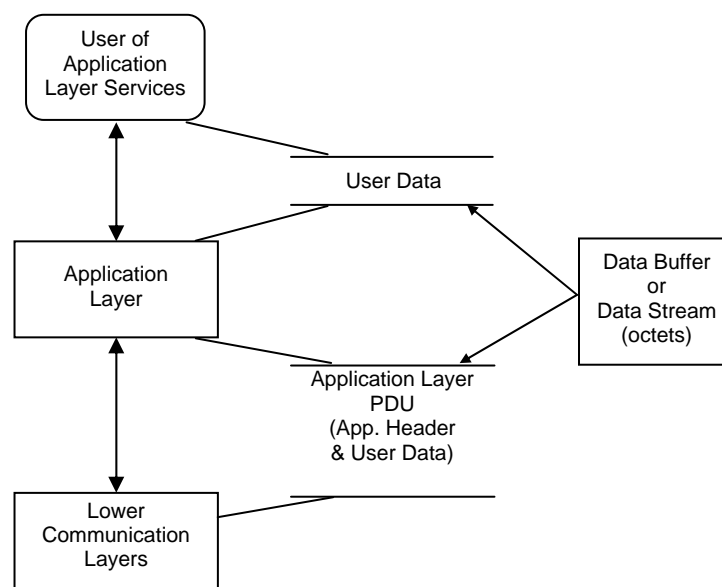 User of
Application
Layer Services
User Data
Application
Layer
Data Buffer
or
Data Stream
(octets)
Application Layer
PDU
(App. Header
& User Data)
Lower
Communication
Layers